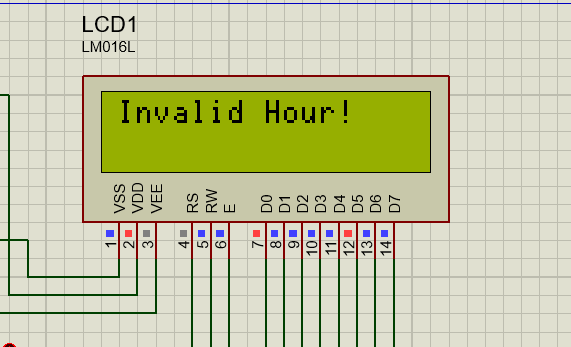 LCD1
LM016L
Invalid Hour!
VSS VDD VEE RS RW E D0 D1 D2 D3 D4 D5 D6 D7
1 2 3 4 5 6 7 8 9 10 11 12 13 14